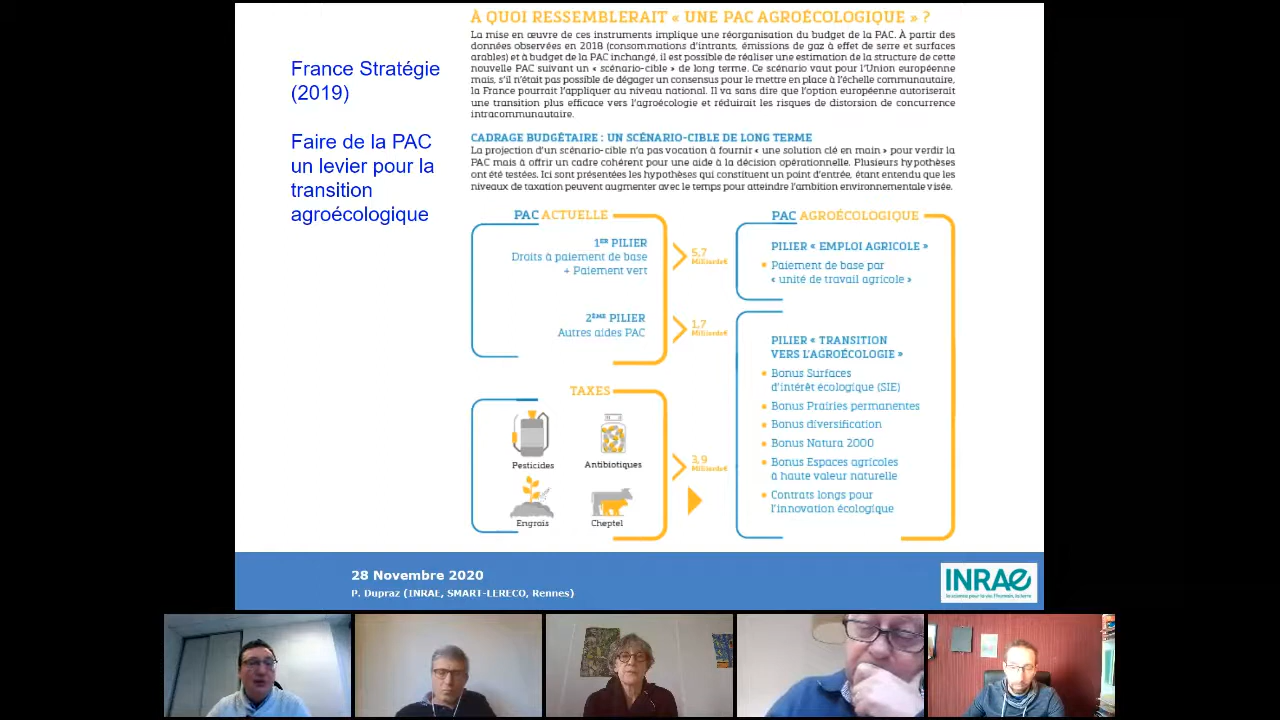 France Stratégie
(2019)
Faire de la PAC
un levier pour la
transition
agroécologique
À QUOI RESSEMBLERAIT « UNE PAC AGROÉCOLOGIQUE » ?
La mise en œuvre de ces instruments implique une réorganisation du budget de la PAC. À partir des
données observées en 2018 (consommations d'intrants, émissions de gaz à effet de serre et surfaces
arables) et à budget de la PAC inchangé, il est possible de réaliser une estimation de la structure de cette
nouvelle PAC suivant un « scénario-cible » de long terme. Ce scénario vaut pour l'Union européenne
mais, s'il n'était pas possible de dégager un consensus pour le mettre en place à l'échelle communautaire,
la France pourrait l'appliquer au niveau national. Il va sans dire que l'option européenne autoriserait
une transition plus efficace vers l'agroécologie et réduirait les risques de distorsion de concurrence
intracommunautaire.
CADRAGE BUDGÉTAIRE : UN SCÉNARIO-CIBLE DE LONG TERME
La projection d'un scénario-cible n'a pas vocation à fournir « une solution clé en main » pour verdir la
PAC mais à offrir un cadre cohérent pour une aide à la décision opérationnelle. Plusieurs hypothèses
ont été testées. Ici sont présentées les hypothèses qui constituent un point d'entrée, étant entendu que les
niveaux de taxation peuvent augmenter avec le temps pour atteindre l'ambition environnementale visée.
PAC ACTUELLE
1ER PILIER
Droits à paiement de base
+ Paiement vert
5,7
Milliards€
2ÈME PILIER
Autres aides PAC
1,7
Milliards€
TAXES
Pesticides
Antibiotiques
Engrais
Cheptel
3,9
Milliards€
PAC AGROÉCOLOGIQUE
PILIER « EMPLOI AGRICOLE »
Paiement de base par
« unité de travail agricole »
PILIER « TRANSITION
VERS L'AGROÉCOLOGIE »
Bonus Surfaces
d'intérêt écologique (SIE)
Bonus Prairies permanentes
Bonus diversification
Bonus Natura 2000
Bonus Espaces agricoles
à haute valeur naturelle
Contrats longs pour
l'innovation écologique
28 Novembre 2020
P. Dupraz (INRAE, SMART-LERECO, Rennes)
INRAE
la science pour la vie, l'humain, la terre